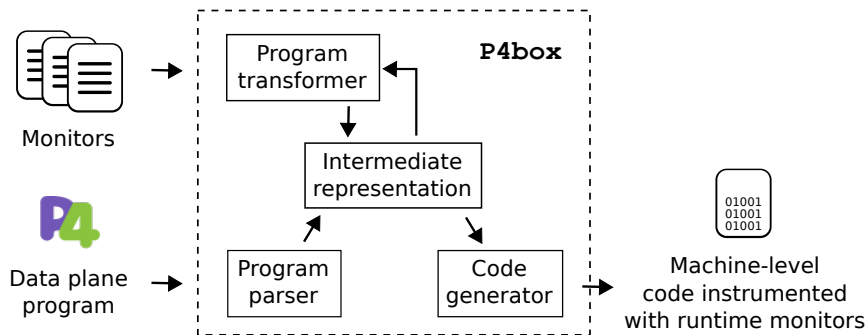 Program
transformer
P4box
Monitors
Intermediate
representation
P4
Data plane
program
Program
parser
Code
generator
01001
01001
01001
Machine-level
code instrumented
with runtime monitors